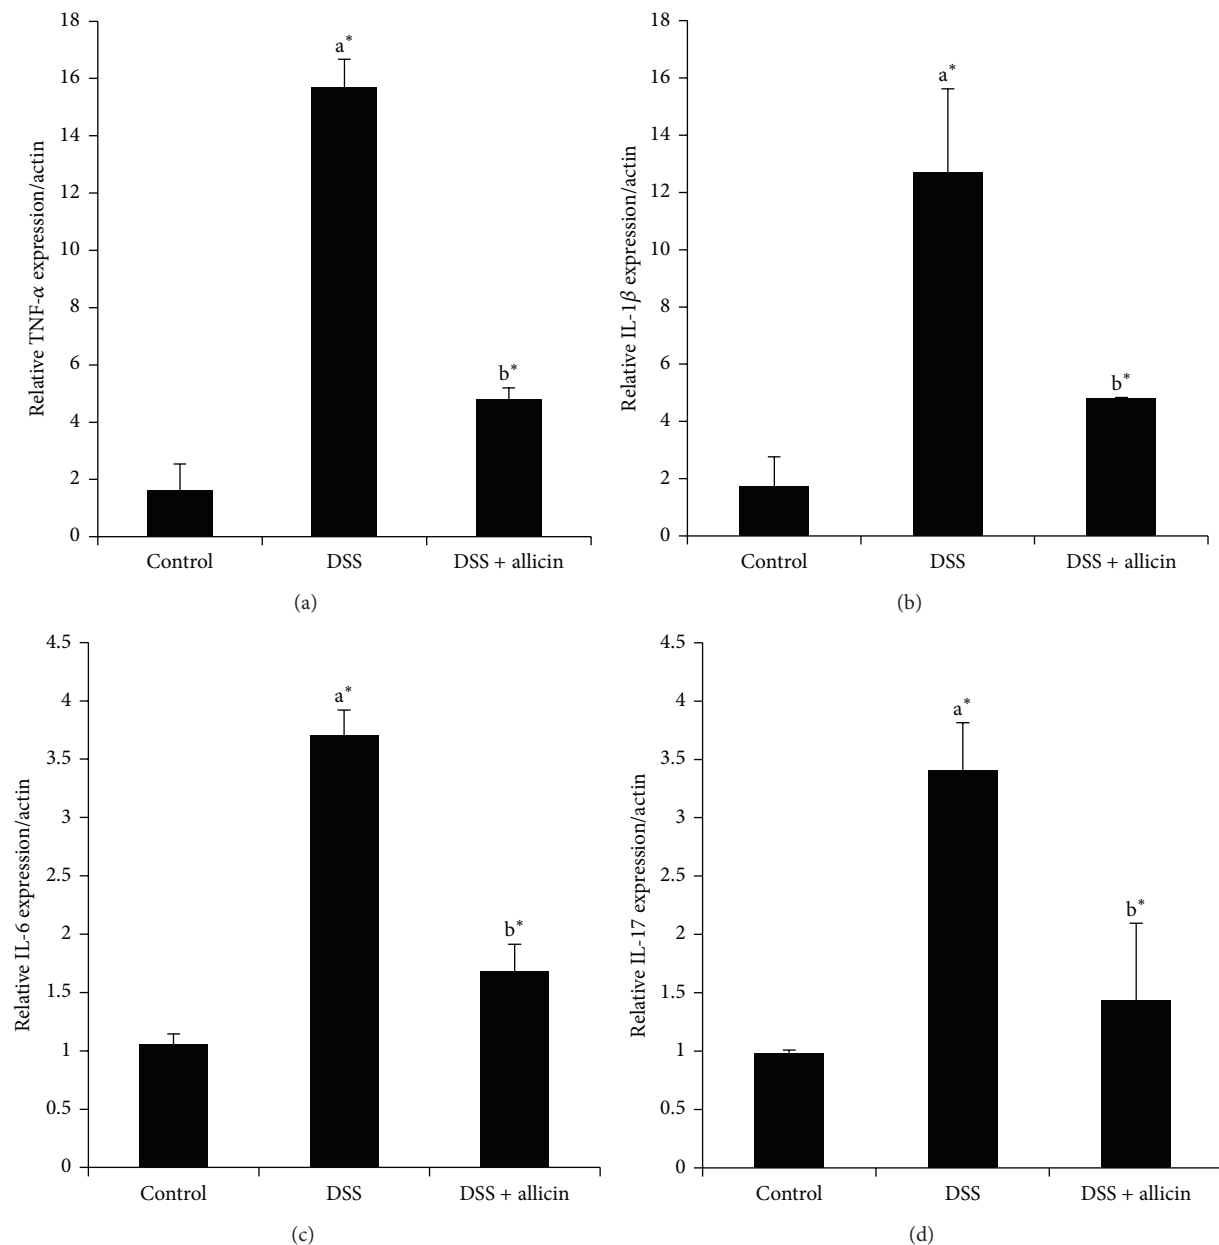 Relative TNF-α expression/actin
18
16
14
12
10
8
6
4
2
0
a*
b*
Control DSS DSS + allicin
(a)
Relative IL-1β expression/actin
18
16
14
12
10
8
6
4
2
0
a*
b*
Control DSS DSS + allicin
(b)
Relative IL-6 expression/actin
4.5
4
3.5
3
2.5
2
1.5
1
0.5
0
a*
b*
Control DSS DSS + allicin
(c)
Relative IL-17 expression/actin
4.5
4
3.5
3
2.5
2
1.5
1
0.5
0
a*
b*
Control DSS DSS + allicin
(d)